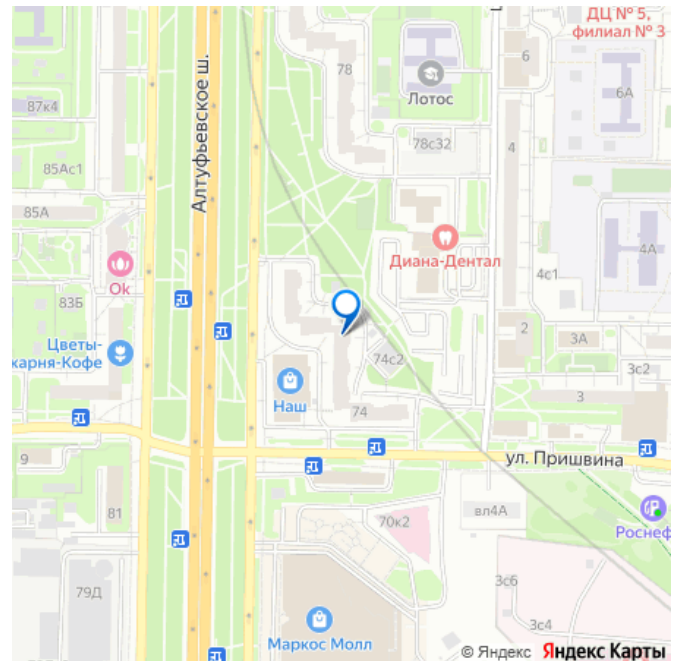 ДЦ № 5,
филиал № 3
78
6
87к4
Алтуфьевское ш.
Лотос
6А
78с32
4
85Ас1
85А
Диана-Дентал
4А
4с1
Ok
83Б
2
3А
Цветы-
карня-Кофе
74с2
3с2
Наш
3
74
ул. Пришвина
9
81
70к2
вл4А
Роснеф
79Д
3с6
3с4
Маркос Молл
© Яндекс Яндекс Карты